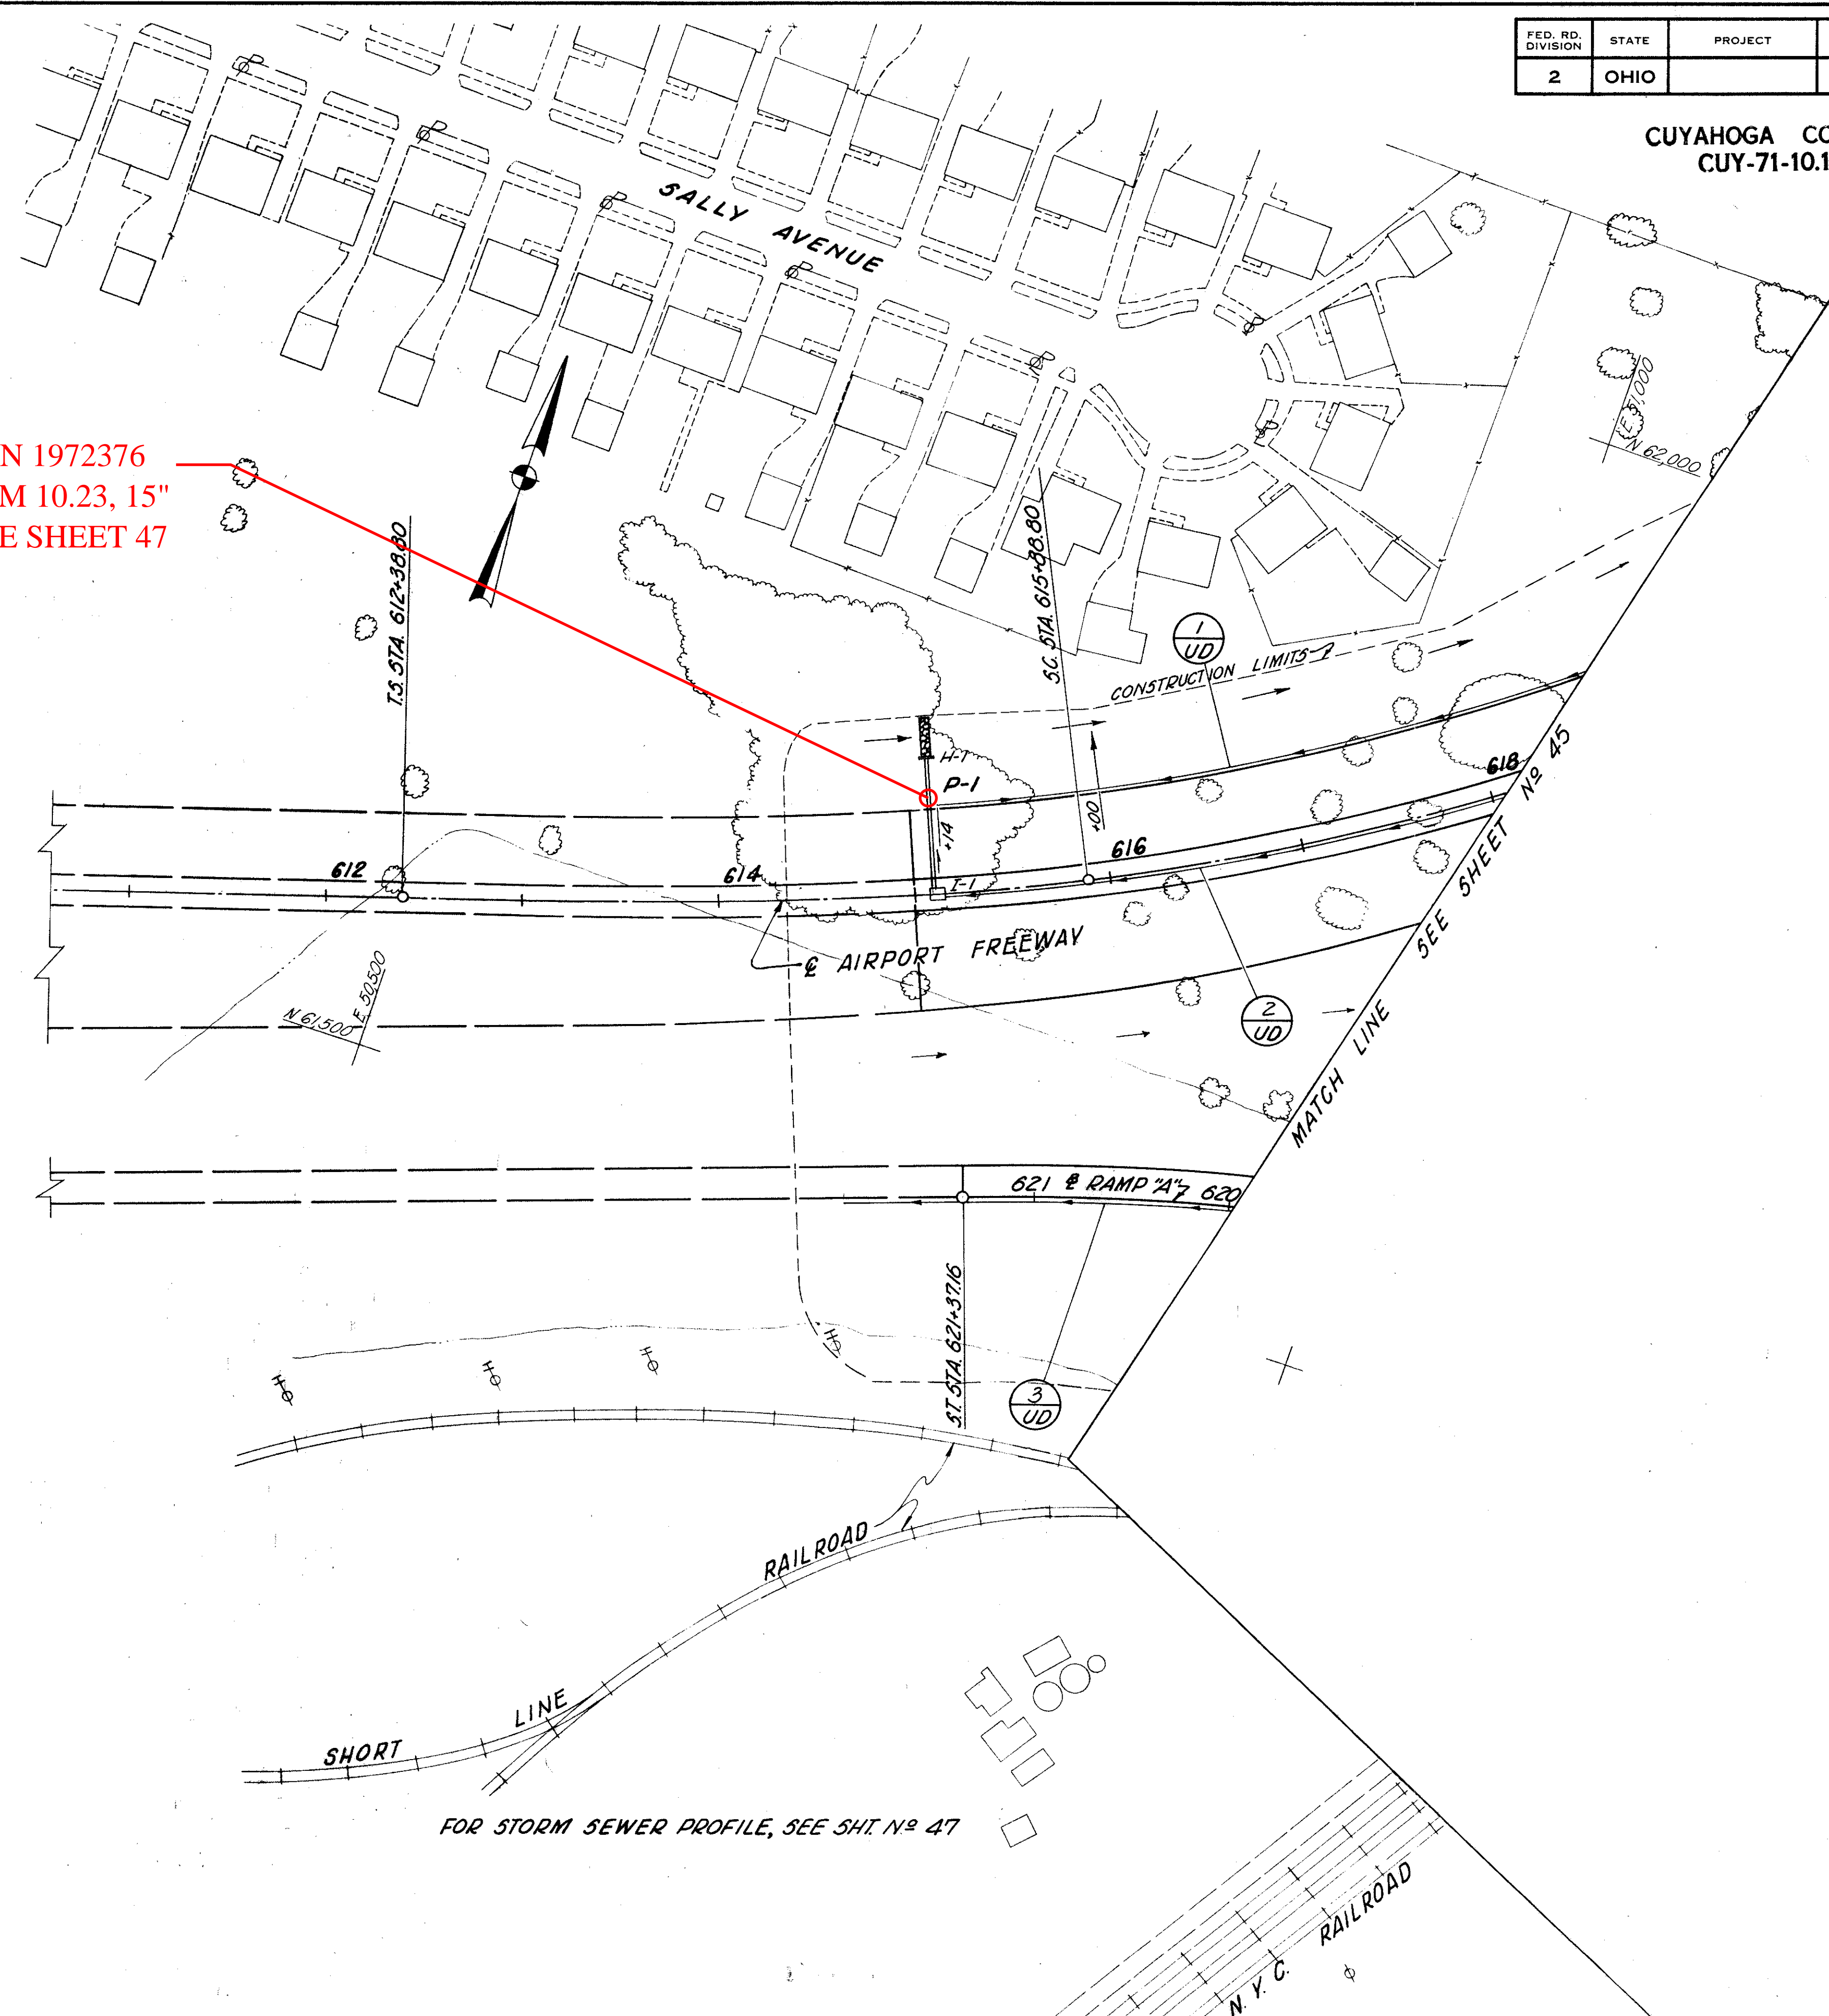 FED. RD. DIVISION STATE PROJECT
2 OHIO
CUYAHOGA CO
CUY-71-10.1
SALLY AVENUE
E 51,000
N 62,000
N 1972376
M 10.23, 15"
E SHEET 47
T.S. STA. 612+38.80
S.C. STA. 615+88.80
1
UD
CONSTRUCTION LIMITS
H-1
P-1
+14
+00
I-1
612
614
616
618
℄ AIRPORT FREEWAY
N 61,500
E 50,500
2
UD
MATCH LINE SEE SHEET Nº 45
621 ℄ RAMP "A" 620
S.T. STA. 621+37.16
3
UD
SHORT LINE RAILROAD
FOR STORM SEWER PROFILE, SEE SHT. Nº 47
N. Y. C. RAILROAD